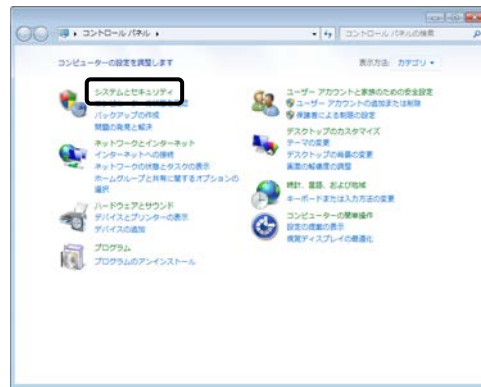 コントロール パネル
コントロール パネルの検索
コンピューターの設定を調整します
表示方法: カテゴリ
システムとセキュリティ
バックアップの作成
問題の発見と解決
ネットワークとインターネット
インターネットへの接続
ネットワークの状態とタスクの表示
ホームグループと共有に関するオプションの
選択
ハードウェアとサウンド
デバイスとプリンターの表示
デバイスの追加
プログラム
プログラムのアンインストール
ユーザー アカウントと家族のための安全設定
ユーザー アカウントの追加または削除
保護者による制限の設定
デスクトップのカスタマイズ
テーマの変更
デスクトップの背景の変更
画面の解像度の調整
時計、言語、および地域
キーボードまたは入力方法の変更
コンピューターの簡単操作
設定の提案の表示
視覚ディスプレイの最適化